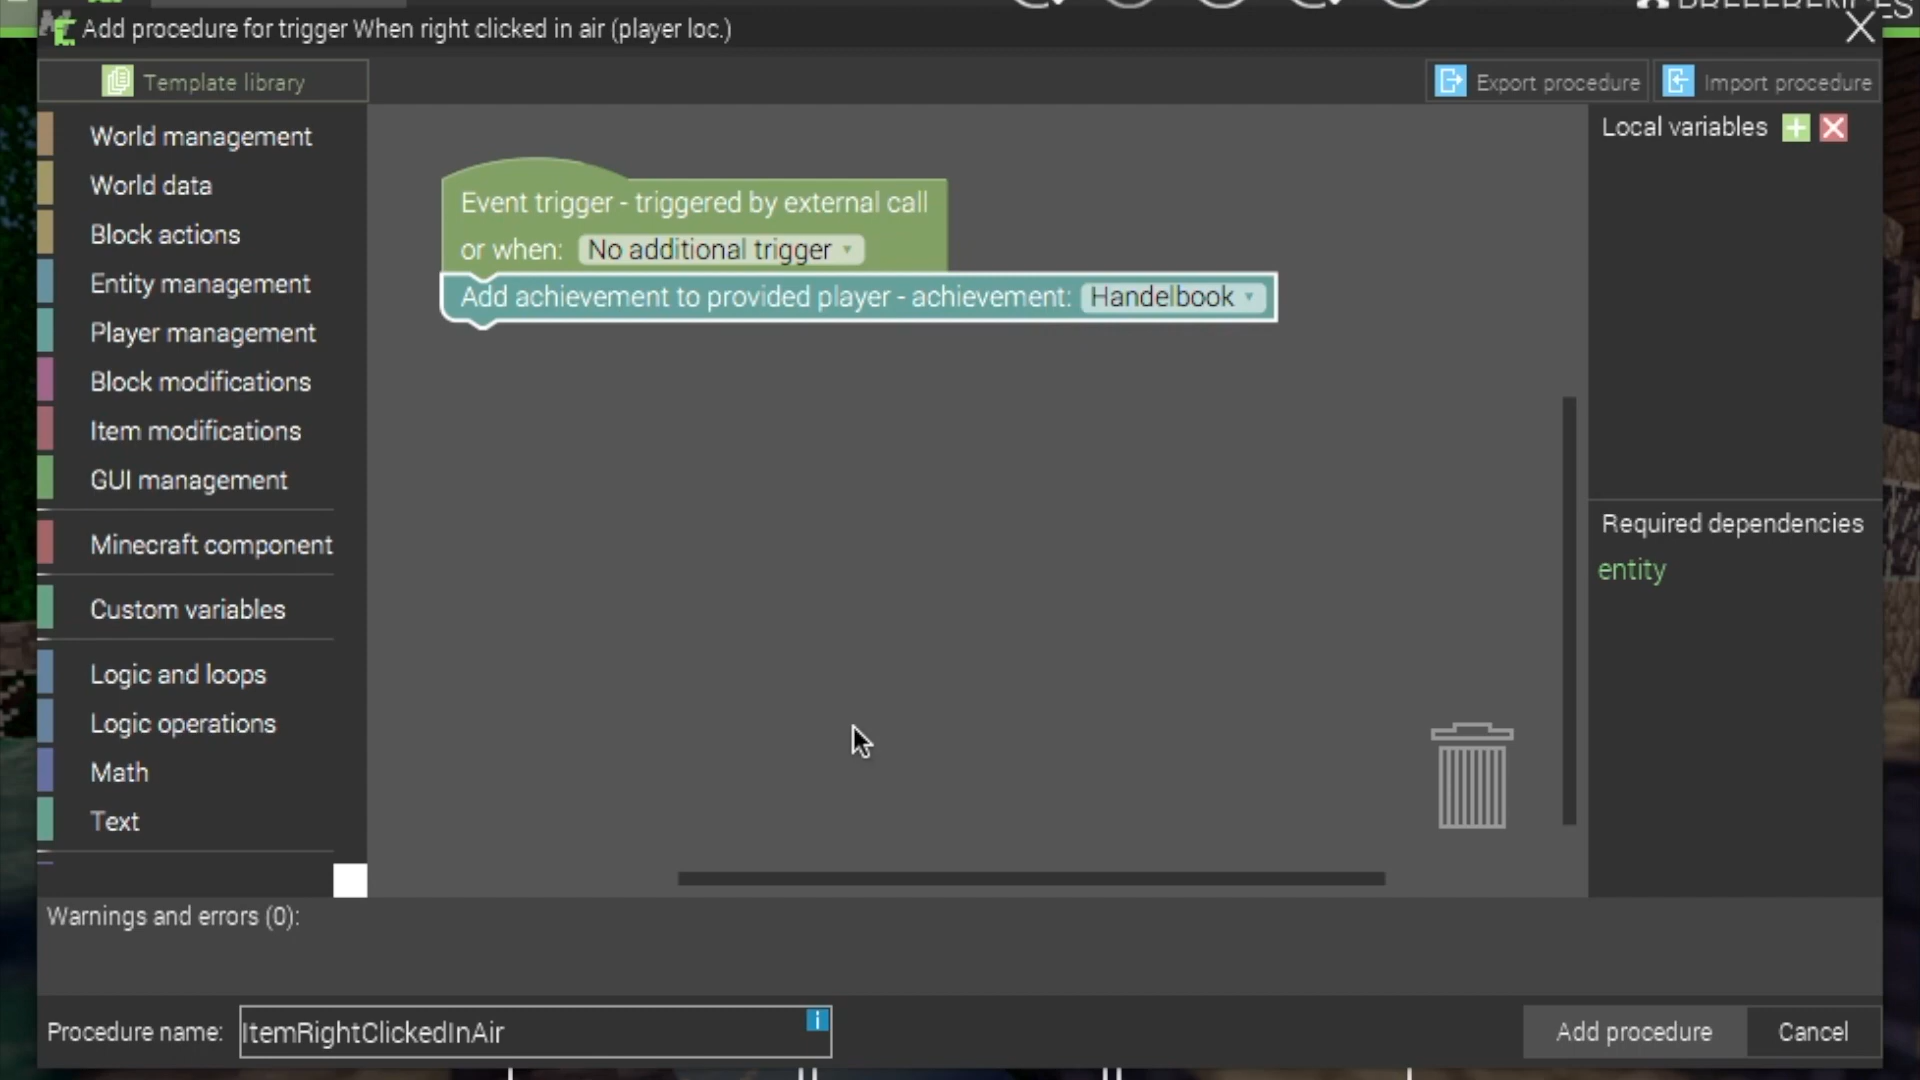 PREFERENCES
Add procedure for trigger When right clicked in air (player loc.)
Template library
Export procedure
Import procedure
World management
World data
Block actions
Entity management
Player management
Block modifications
Item modifications
GUI management
Minecraft component
Custom variables
Logic and loops
Logic operations
Math
Text
Event trigger - triggered by external call
or when: No additional trigger
Add achievement to provided player - achievement: Handelbook
Local variables
Required dependencies
entity
Warnings and errors (0):
Procedure name: ItemRightClickedInAir
Add procedure
Cancel